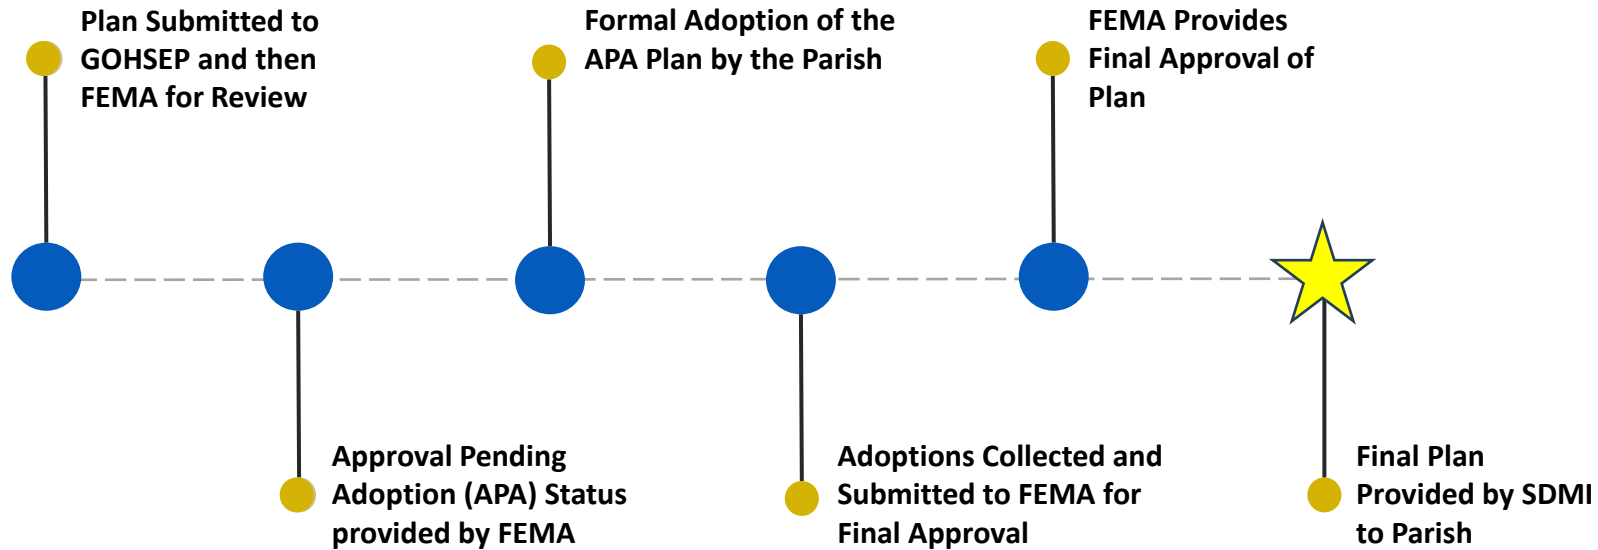 Plan Submitted to
GOHSEP and then
FEMA for Review
Approval Pending
Adoption (APA) Status
provided by FEMA
Formal Adoption of the
APA Plan by the Parish
Adoptions Collected and
Submitted to FEMA for
Final Approval
FEMA Provides
Final Approval of
Plan
Final Plan
Provided by SDMI
to Parish